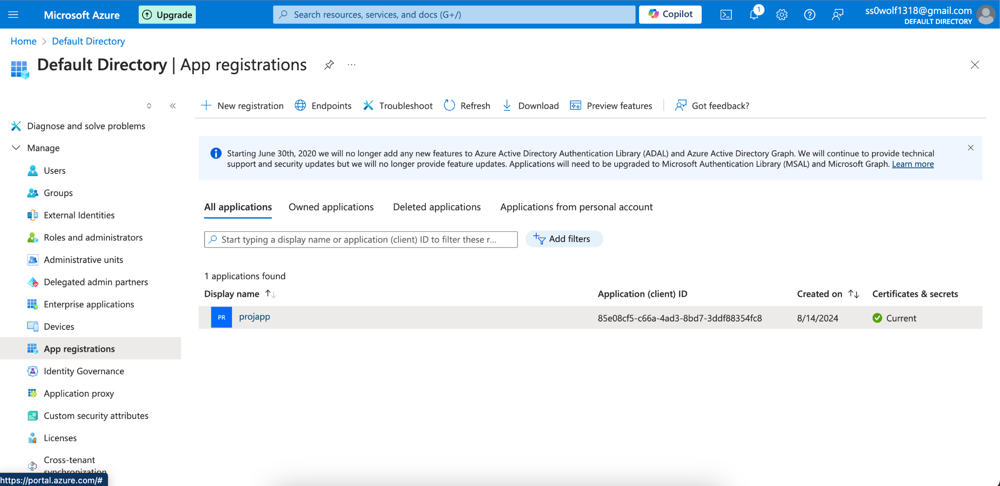 Microsoft Azure
Upgrade
Search resources, services, and docs (G+/)
Copilot
1
ss0wolf1318@gmail.com
DEFAULT DIRECTORY
Home > Default Directory
Default Directory | App registrations
...
New registration
Endpoints
Troubleshoot
Refresh
Download
Preview features
Got feedback?
Diagnose and solve problems
Manage
Users
Groups
External Identities
Roles and administrators
Administrative units
Delegated admin partners
Enterprise applications
Devices
App registrations
Identity Governance
Application proxy
Custom security attributes
Licenses
Cross-tenant
synchronization
https://portal.azure.com/#
Starting June 30th, 2020 we will no longer add any new features to Azure Active Directory Authentication Library (ADAL) and Azure Active Directory Graph. We will continue to provide technical
support and security updates but we will no longer provide feature updates. Applications will need to be upgraded to Microsoft Authentication Library (MSAL) and Microsoft Graph. Learn more
All applications
Owned applications
Deleted applications
Applications from personal account
Start typing a display name or application (client) ID to filter these r...
Add filters
1 applications found
Display name
Application (client) ID
Created on
Certificates & secrets
PR
projapp
85e08cf5-c66a-4ad3-8bd7-3ddf88354fc8
8/14/2024
Current